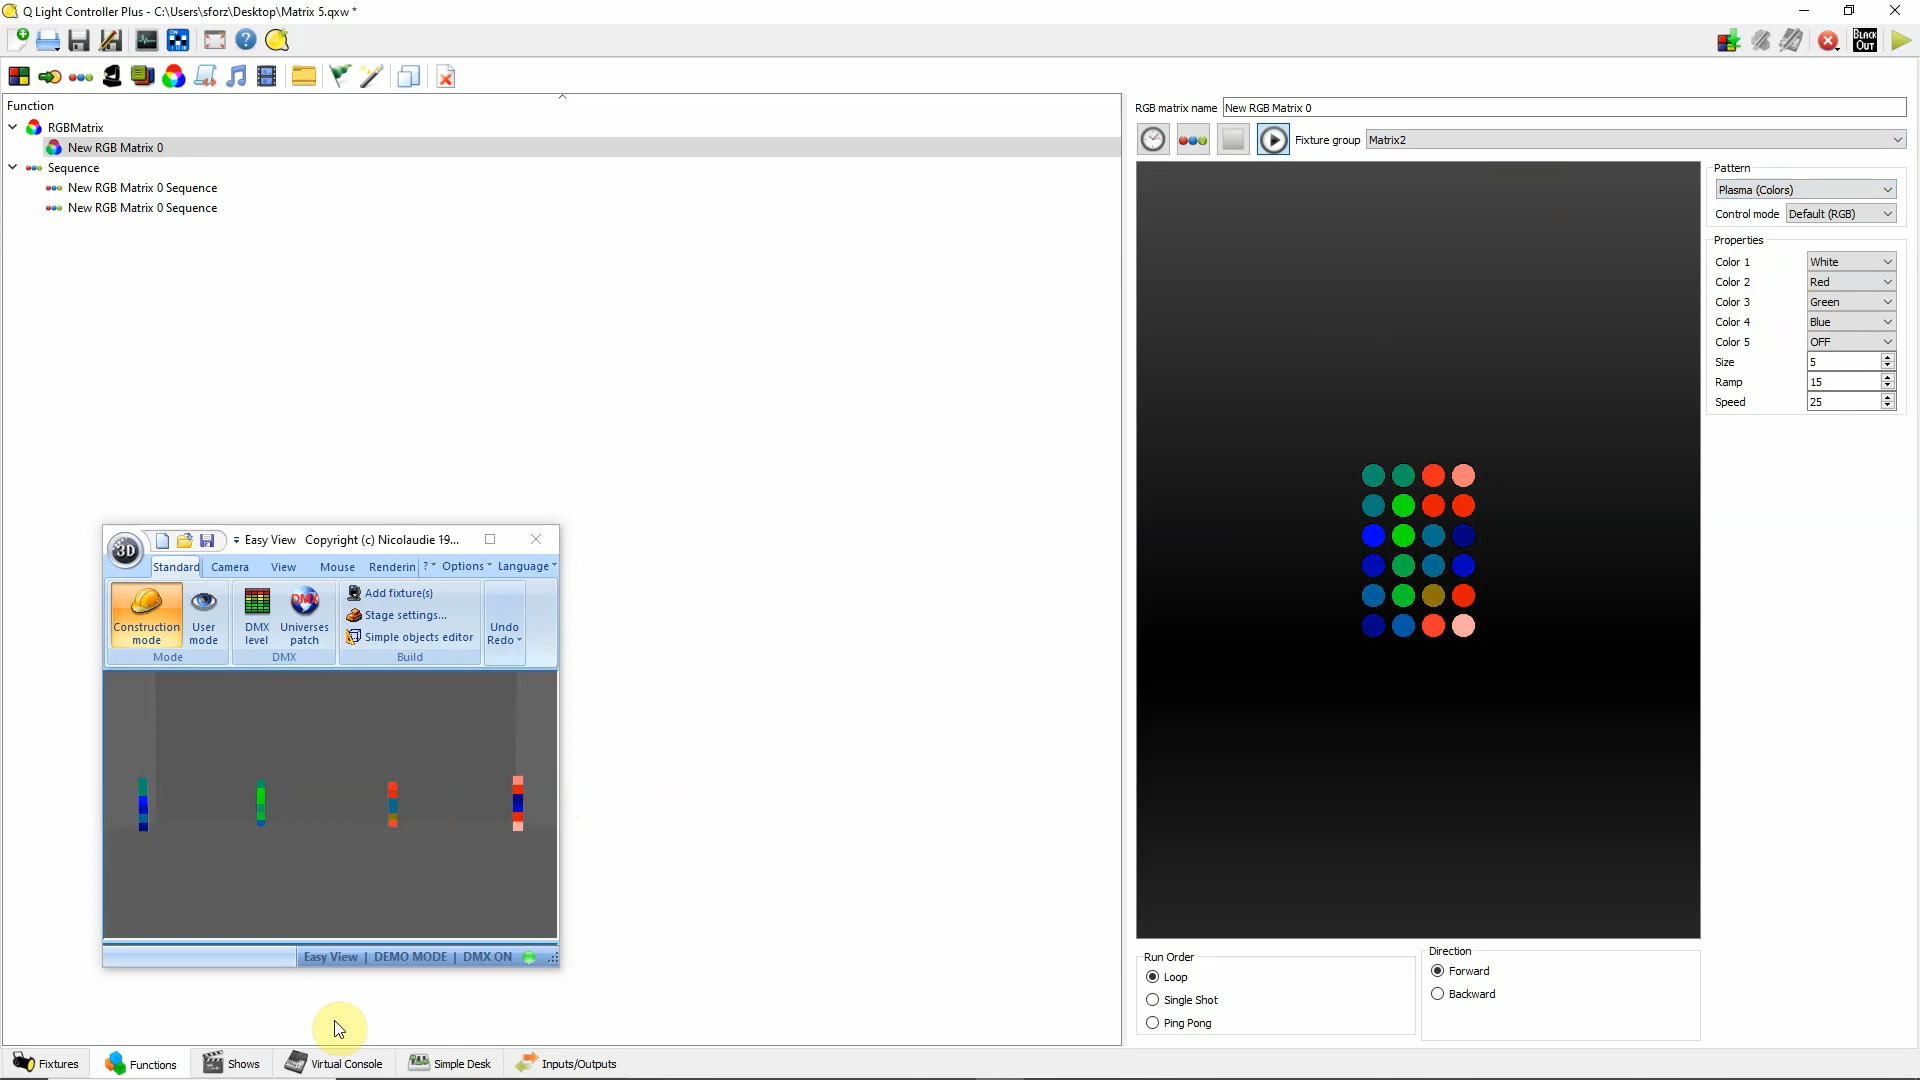 Q Light Controller Plus - C:\Users\sforz\Desktop\Matrix 5.qxw *
BLACK
OUT
Function
RGBMatrix
New RGB Matrix 0
Sequence
New RGB Matrix 0 Sequence
New RGB Matrix 0 Sequence
RGB matrix name New RGB Matrix 0
Fixture group Matrix2
Pattern
Plasma (Colors)
Control mode Default (RGB)
Properties
Color 1 White
Color 2 Red
Color 3 Green
Color 4 Blue
Color 5 OFF
Size 5
Ramp 15
Speed 25
3D
Easy View Copyright (c) Nicolaudie 19...
Standard Camera View Mouse Renderin ? Options Language
Construction mode
User mode
Mode
DMX level
DMX
Universes patch
DMX
Add fixture(s)
Stage settings...
Simple objects editor
Build
Undo
Redo
Easy View | DEMO MODE | DMX ON
Run Order
Loop
Single Shot
Ping Pong
Direction
Forward
Backward
Fixtures Functions Shows Virtual Console Simple Desk Inputs/Outputs